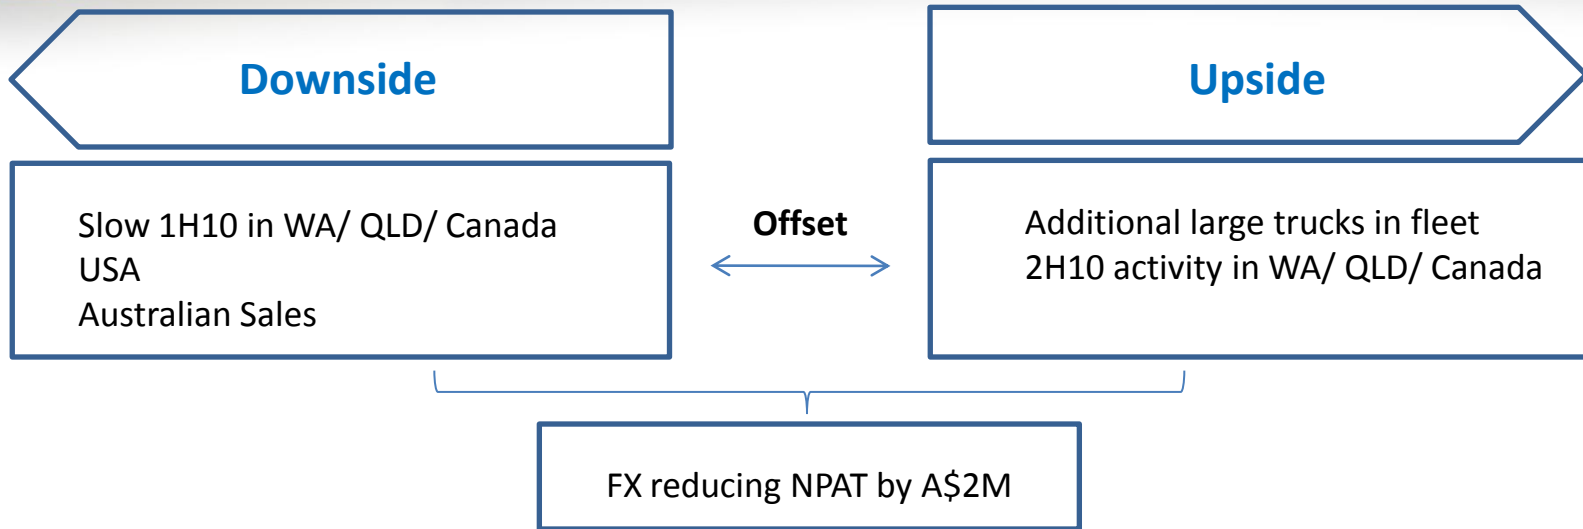 Downside
Upside
Slow 1H10 in WA/ QLD/ Canada
USA
Australian Sales
Offset
Additional large trucks in fleet
2H10 activity in WA/ QLD/ Canada
FX reducing NPAT by A$2M